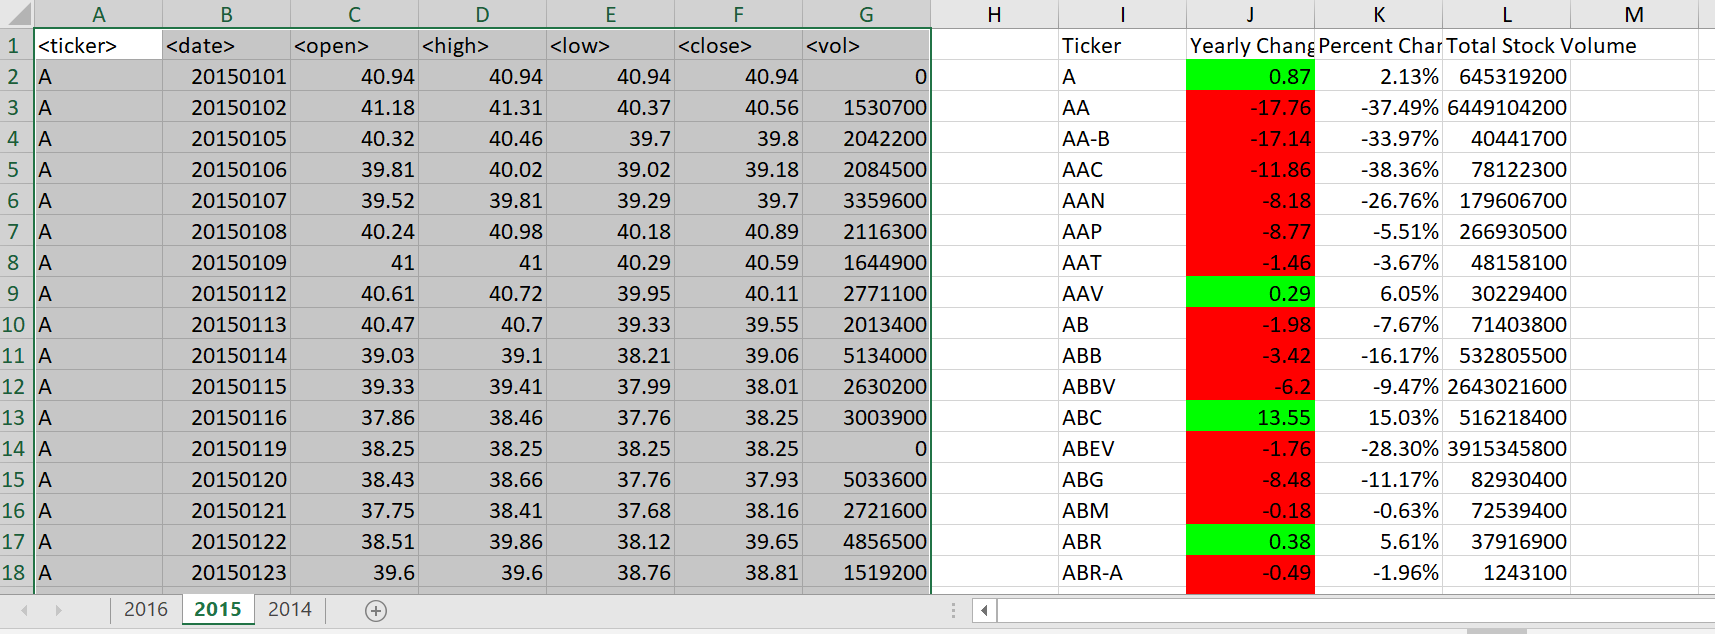 A B C D E F G H I J K L M
1 <ticker> <date> <open> <high> <low> <close> <vol> Ticker Yearly Chang Percent Char Total Stock Volume
2 A 20150101 40.94 40.94 40.94 40.94 0 A 0.87 2.13% 645319200
3 A 20150102 41.18 41.31 40.37 40.56 1530700 AA -17.76 -37.49% 6449104200
4 A 20150105 40.32 40.46 39.7 39.8 2042200 AA-B -17.14 -33.97% 40441700
5 A 20150106 39.81 40.02 39.02 39.18 2084500 AAC -11.86 -38.36% 78122300
6 A 20150107 39.52 39.81 39.29 39.7 3359600 AAN -8.18 -26.76% 179606700
7 A 20150108 40.24 40.98 40.18 40.89 2116300 AAP -8.77 -5.51% 266930500
8 A 20150109 41 41 40.29 40.59 1644900 AAT -1.46 -3.67% 48158100
9 A 20150112 40.61 40.72 39.95 40.11 2771100 AAV 0.29 6.05% 30229400
10 A 20150113 40.47 40.7 39.33 39.55 2013400 AB -1.98 -7.67% 71403800
11 A 20150114 39.03 39.1 38.21 39.06 5134000 ABB -3.42 -16.17% 532805500
12 A 20150115 39.33 39.41 37.99 38.01 2630200 ABBV -6.2 -9.47% 2643021600
13 A 20150116 37.86 38.46 37.76 38.25 3003900 ABC 13.55 15.03% 516218400
14 A 20150119 38.25 38.25 38.25 38.25 0 ABEV -1.76 -28.30% 3915345800
15 A 20150120 38.43 38.66 37.76 37.93 5033600 ABG -8.48 -11.17% 82930400
16 A 20150121 37.75 38.41 37.68 38.16 2721600 ABM -0.18 -0.63% 72539400
17 A 20150122 38.51 39.86 38.12 39.65 4856500 ABR 0.38 5.61% 37916900
18 A 20150123 39.6 39.6 38.76 38.81 1519200 ABR-A -0.49 -1.96% 1243100
2016 2015 2014